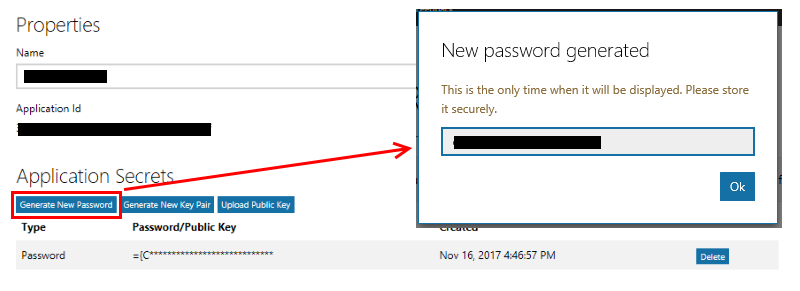 Properties
Name
Application Id
Application Secrets
Generate New Password Generate New Key Pair Upload Public Key
Type Password/Public Key Created
Password =[C**************************** Nov 16, 2017 4:46:57 PM Delete
New password generated
This is the only time when it will be displayed. Please store
it securely.
Ok